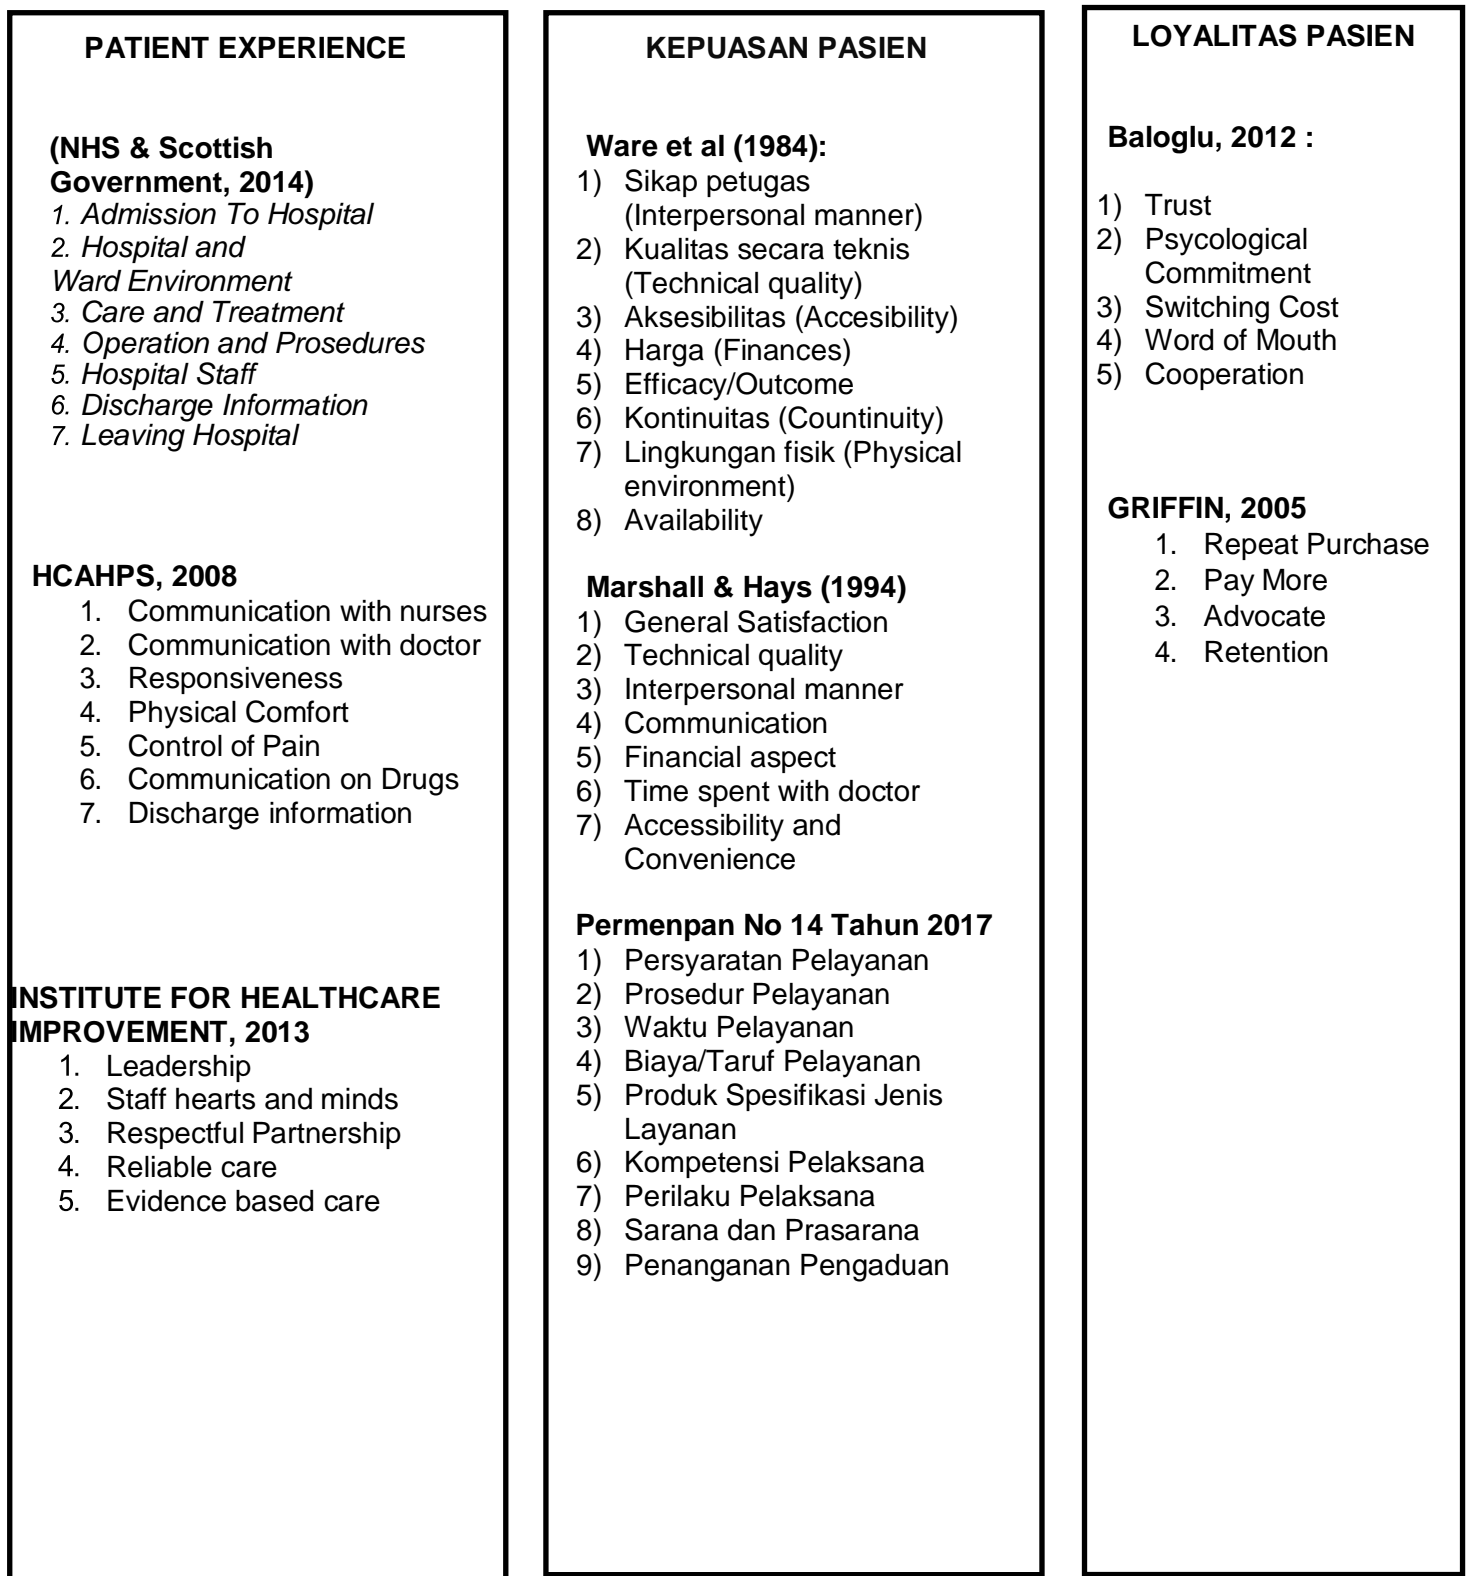 PATIENT EXPERIENCE
(NHS & Scottish
Government, 2014)
1. Admission To Hospital
2. Hospital and
Ward Environment
3. Care and Treatment
4. Operation and Prosedures
5. Hospital Staff
6. Discharge Information
7. Leaving Hospital
HCAHPS, 2008
1. Communication with nurses
2. Communication with doctor
3. Responsiveness
4. Physical Comfort
5. Control of Pain
6. Communication on Drugs
7. Discharge information
INSTITUTE FOR HEALTHCARE
IMPROVEMENT, 2013
1. Leadership
2. Staff hearts and minds
3. Respectful Partnership
4. Reliable care
5. Evidence based care
KEPUASAN PASIEN
Ware et al (1984):
1) Sikap petugas
(Interpersonal manner)
2) Kualitas secara teknis
(Technical quality)
3) Aksesibilitas (Accesibility)
4) Harga (Finances)
5) Efficacy/Outcome
6) Kontinuitas (Countinuity)
7) Lingkungan fisik (Physical
environment)
8) Availability
Marshall & Hays (1994)
1) General Satisfaction
2) Technical quality
3) Interpersonal manner
4) Communication
5) Financial aspect
6) Time spent with doctor
7) Accessibility and
Convenience
Permenpan No 14 Tahun 2017
1) Persyaratan Pelayanan
2) Prosedur Pelayanan
3) Waktu Pelayanan
4) Biaya/Taruf Pelayanan
5) Produk Spesifikasi Jenis
Layanan
6) Kompetensi Pelaksana
7) Perilaku Pelaksana
8) Sarana dan Prasarana
9) Penanganan Pengaduan
LOYALITAS PASIEN
Baloglu, 2012 :
1) Trust
2) Psycological
Commitment
3) Switching Cost
4) Word of Mouth
5) Cooperation
GRIFFIN, 2005
1. Repeat Purchase
2. Pay More
3. Advocate
4. Retention